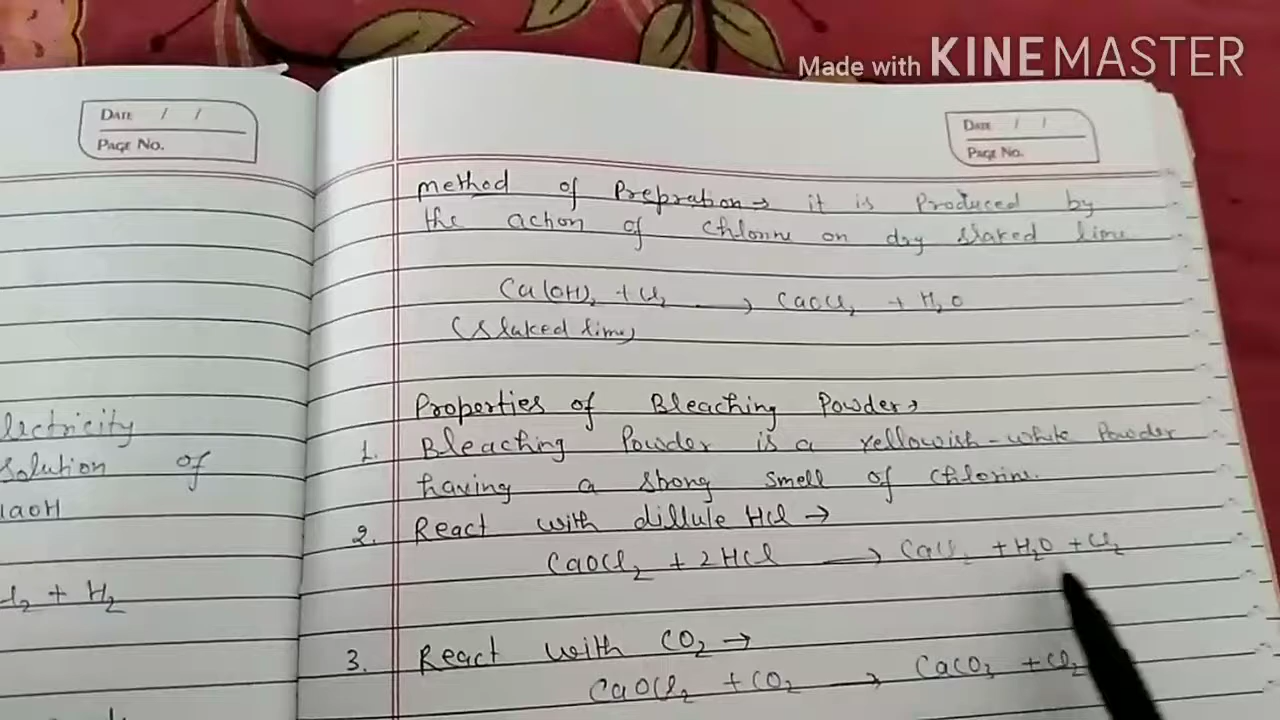 Made with KINEMASTER
DATE / /
PAGE NO.
lectricity
solution of
aOH
l₂ + H₂
DATE / /
PAGE NO.
method of Prepration → it is Produced by
the action of Chlorine on dry slaked lime
Ca(OH)₂ + Cl₂ → CaOCl₂ + H₂O
(Slaked lime)
Properties of Bleaching Powder →
1. Bleaching Powder is a Yellowish-white Powder
having a strong smell of Chlorine.
2. React with dillute HCl →
CaOCl₂ + 2HCl → CaCl₂ + H₂O + Cl₂
3. React with CO₂ →
CaOCl₂ + CO₂ → CaCO₃ + Cl₂